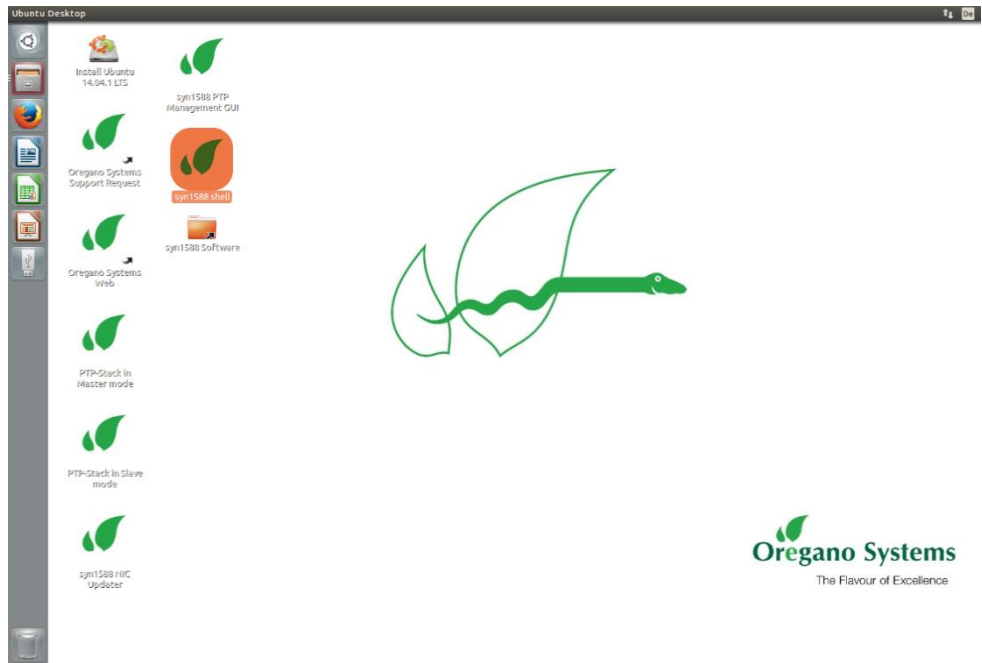 Ubuntu Desktop
De
Install Ubuntu
14.04.1 LTS
Oregano Systems
Support Request
Oregano Systems
Web
PTP-Stack in
Master mode
PTP-Stack in Slave
mode
syn1588 NIC
Updater
syn1588 PTP
Management GUI
syn1588 shell
syn1588 Software
Oregano Systems
The Flavour of Excellence